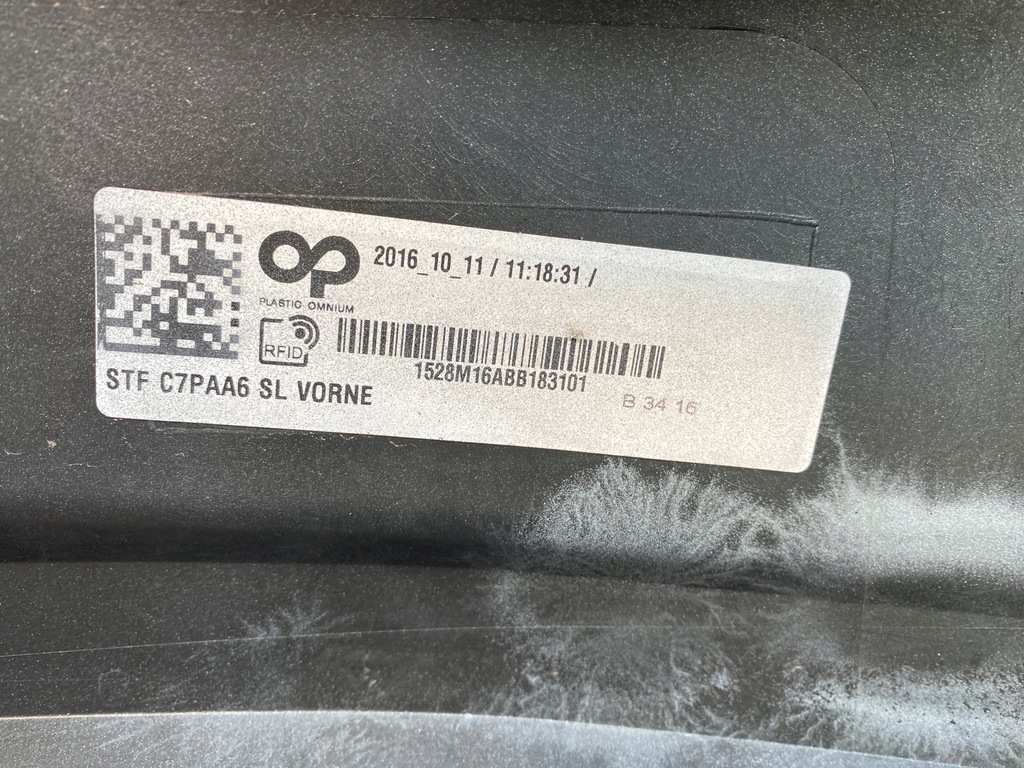 OP
2016_10_11 / 11:18:31 /
PLASTIC OMNIUM
RFID
1528M16ABB183101
STF C7PAA6 SL VORNE
B 34 16